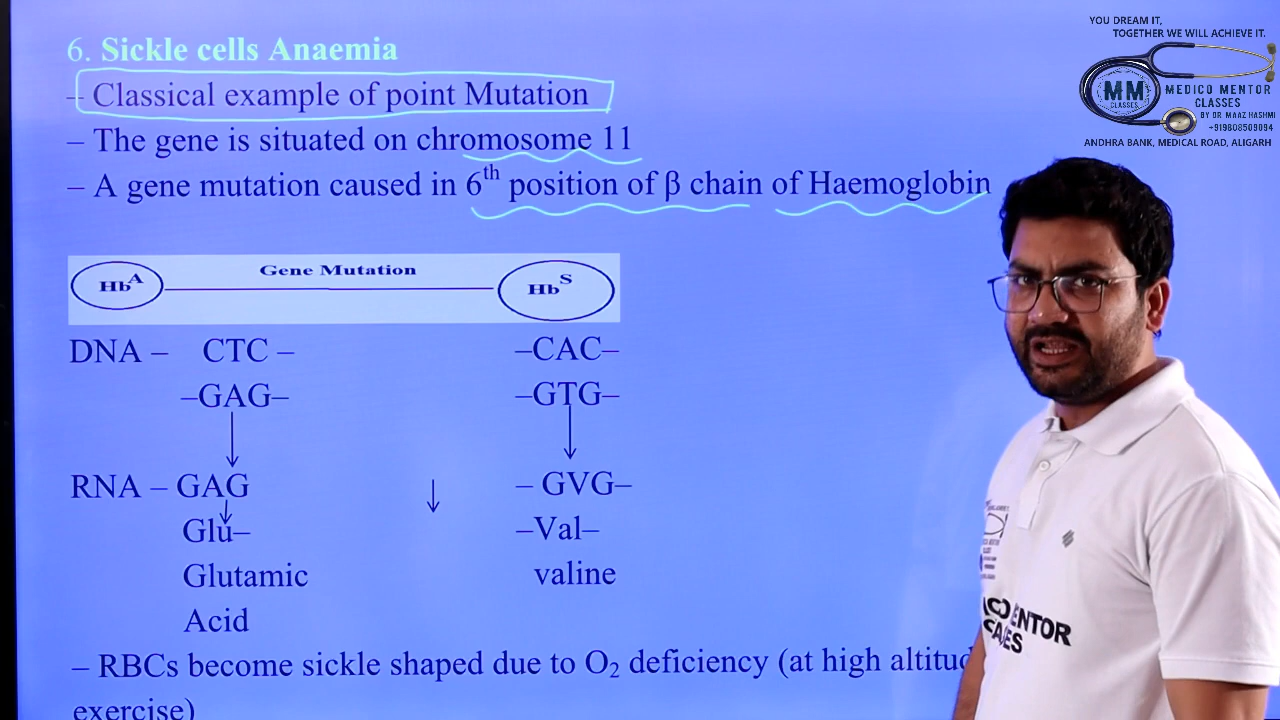 YOU DREAM IT,
TOGETHER WE WILL ACHIEVE IT.
MM
CLASSES
MEDICO MENTOR
CLASSES
BY DR MAAZ HASHMI
+919808509094
ANDHRA BANK, MEDICAL ROAD, ALIGARH
6. Sickle cells Anaemia
– Classical example of point Mutation
– The gene is situated on chromosome 11
– A gene mutation caused in 6th position of β chain of Haemoglobin
HbA Gene Mutation HbS
DNA – CTC – –CAC–
–GAG– –GTG–
RNA – GAG – GVG–
Glu– –Val–
Glutamic valine
Acid
– RBCs become sickle shaped due to O₂ deficiency (at high
exercise)
ENTOR